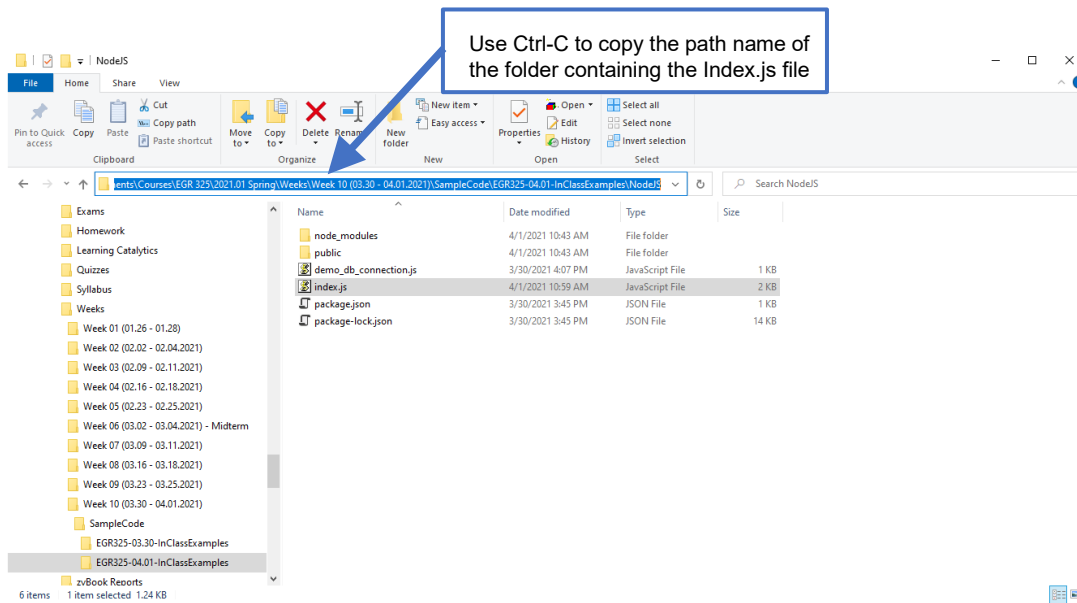 Use Ctrl-C to copy the path name of
the folder containing the Index.js file
NodeJS
File Home Share View
Pin to Quick access
Copy
Paste
Cut
Copy path
Paste shortcut
Clipboard
Move to
Copy to
Delete
Rename
Organize
New folder
New item
Easy access
New
Properties
Open
Edit
History
Open
Select all
Select none
Invert selection
Select
ents\Courses\EGR 325\2021.01 Spring\Weeks\Week 10 (03.30 - 04.01.2021)\SampleCode\EGR325-04.01-InClassExamples\NodeJS
Search NodeJS
Exams
Homework
Learning Catalytics
Quizzes
Syllabus
Weeks
Week 01 (01.26 - 01.28)
Week 02 (02.02 - 02.04.2021)
Week 03 (02.09 - 02.11.2021)
Week 04 (02.16 - 02.18.2021)
Week 05 (02.23 - 02.25.2021)
Week 06 (03.02 - 03.04.2021) - Midterm
Week 07 (03.09 - 03.11.2021)
Week 08 (03.16 - 03.18.2021)
Week 09 (03.23 - 03.25.2021)
Week 10 (03.30 - 04.01.2021)
SampleCode
EGR325-03.30-InClassExamples
EGR325-04.01-InClassExamples
zyBook Reports
Name Date modified Type Size
node_modules 4/1/2021 10:43 AM File folder
public 4/1/2021 10:43 AM File folder
demo_db_connection.js 3/30/2021 4:07 PM JavaScript File 1 KB
index.js 4/1/2021 10:59 AM JavaScript File 2 KB
package.json 3/30/2021 3:45 PM JSON File 1 KB
package-lock.json 3/30/2021 3:45 PM JSON File 14 KB
6 items 1 item selected 1.24 KB